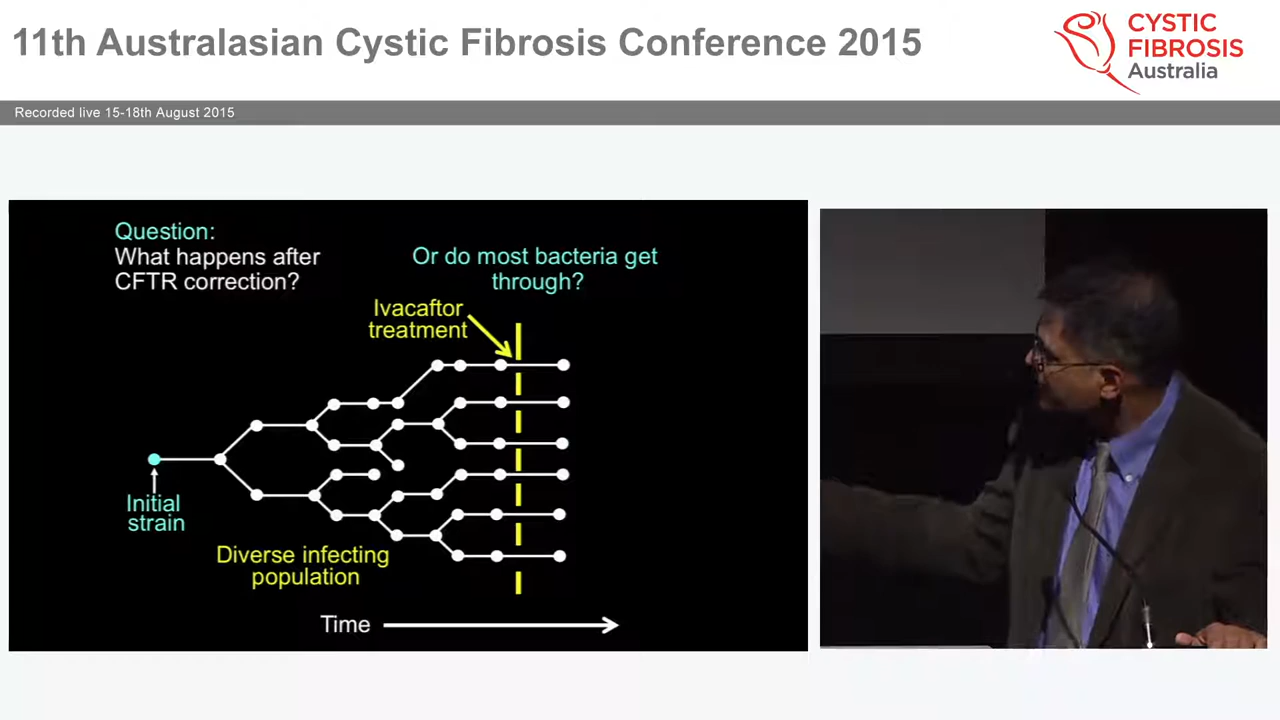 11th Australasian Cystic Fibrosis Conference 2015
CYSTIC
FIBROSIS
Australia
Recorded live 15-18th August 2015
Question:
What happens after
CFTR correction?
Or do most bacteria get
through?
Ivacaftor
treatment
Initial
strain
Diverse infecting
population
Time